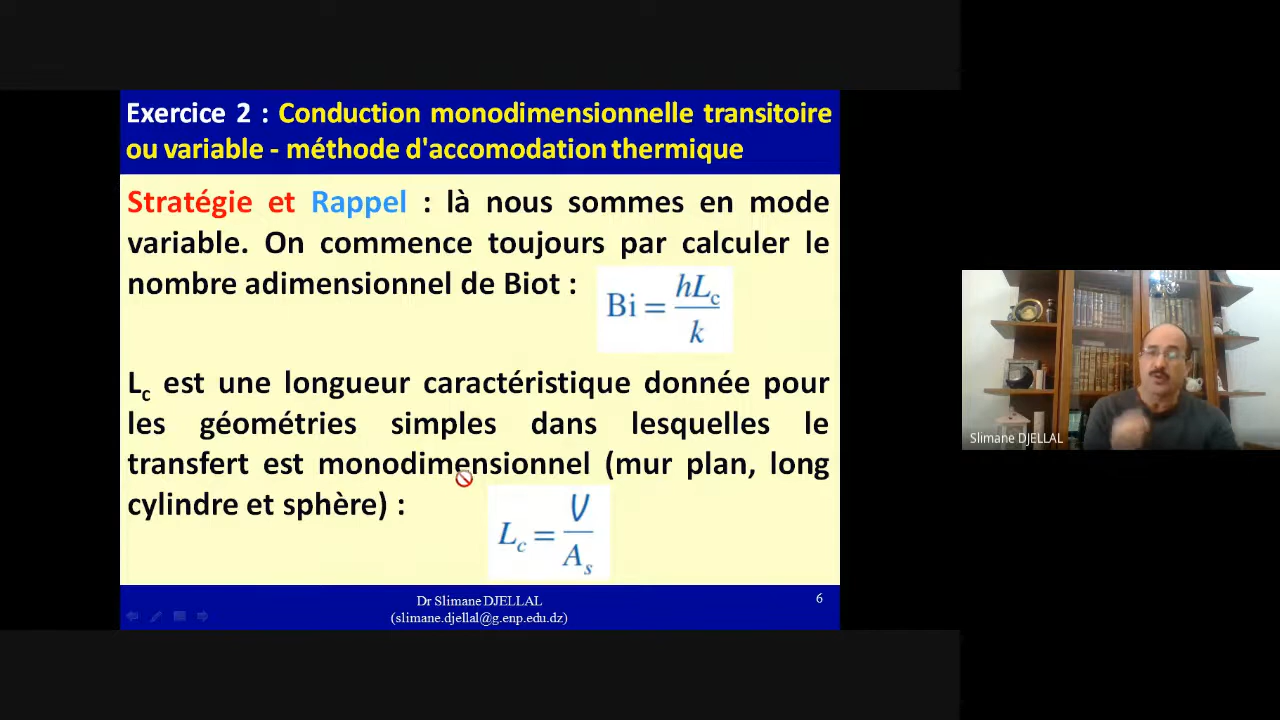 Exercice 2 : Conduction monodimensionnelle transitoire
ou variable - méthode d'accomodation thermique
Stratégie et Rappel : là nous sommes en mode
variable. On commence toujours par calculer le
nombre adimensionnel de Biot :
Bi = hLc / k
Lc est une longueur caractéristique donnée pour
les géométries simples dans lesquelles le
transfert est monodimensionnel (mur plan, long
cylindre et sphère) :
Lc = V / As
Dr Slimane DJELLAL
(slimane.djellal@g.enp.edu.dz)
6
Slimane DJELLAL